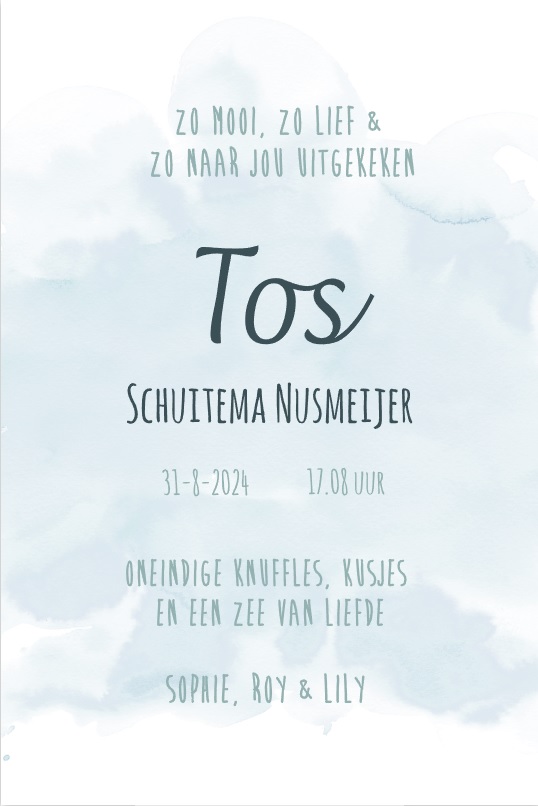 ZO MOOI, ZO LIEF &
ZO NAAR JOU UITGEKEKEN
Tos
SCHUITEMA NUSMEIJER
31-8-2024 17.08 UUR
ONEINDIGE KNUFFLES, KUSJES
EN EEN ZEE VAN LIEFDE
SOPHIE, ROY & LILY